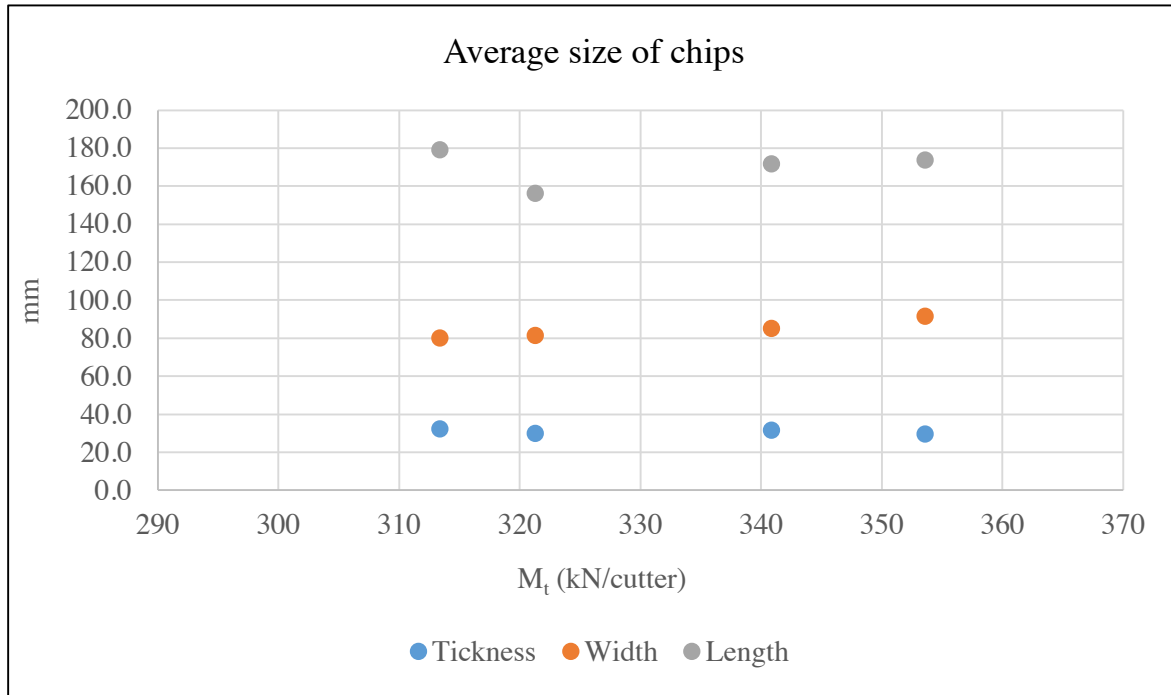 Average size of chips
200.0
180.0
160.0
140.0
120.0
100.0
80.0
60.0
40.0
20.0
0.0
mm
290 300 310 320 330 340 350 360 370
Mt (kN/cutter)
Tickness Width Length